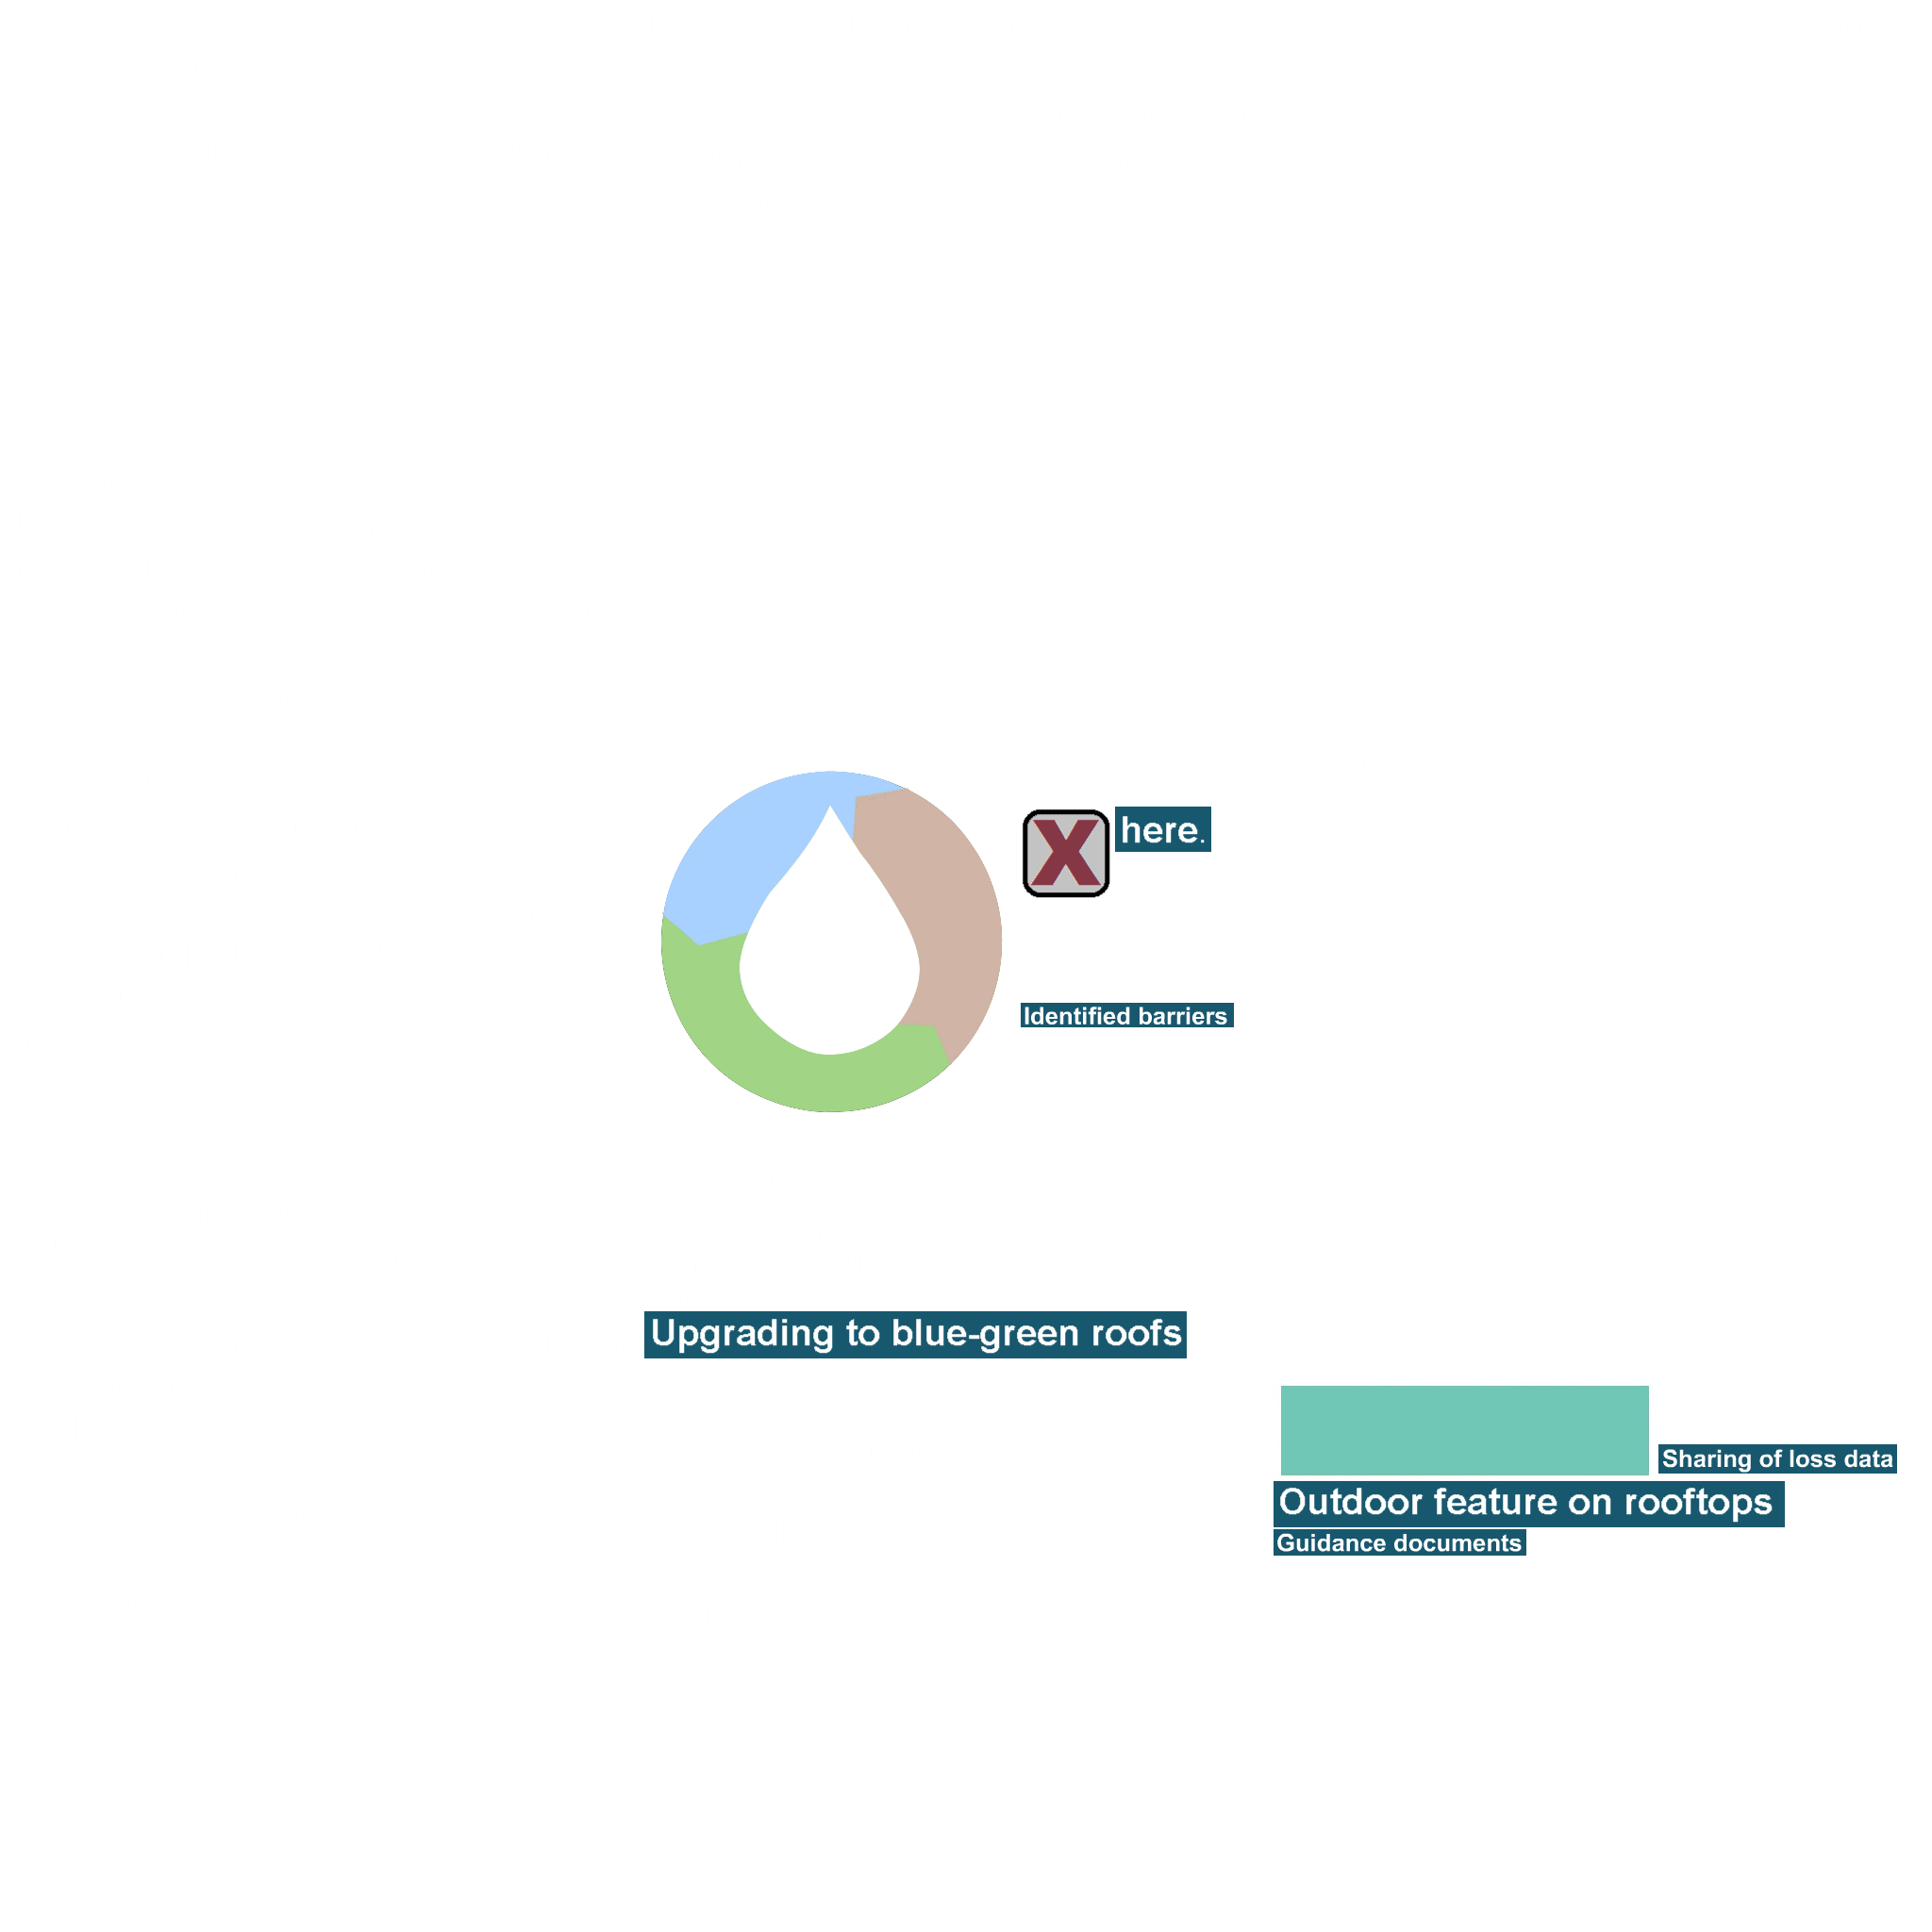 X
here.
Identified barriers
Upgrading to blue-green roofs
Sharing of loss data
Outdoor feature on rooftops
Guidance documents